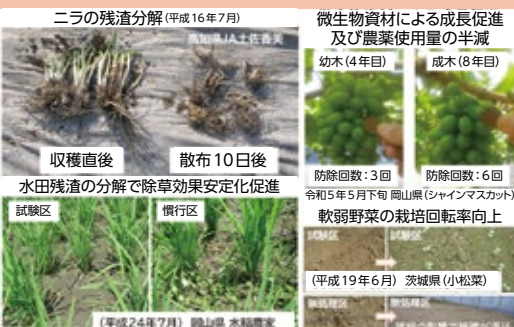 ニラの残渣分解(平成16年7月)
高知県JA土佐香美
収穫直後
散布10日後
水田残渣の分解で除草効果安定化促進
試験区
慣行区
(平成24年7月) 岡山県 水稲農家
微生物資材による成長促進
及び農薬使用量の半減
幼木(4年目)
成木(8年目)
防除回数:3回
防除回数:6回
令和5年5月下旬 岡山県(シャインマスカット)
軟弱野菜の栽培回転率向上
試験区
試験区
(平成19年6月) 茨城県(小松菜)
無処理区
無処理区